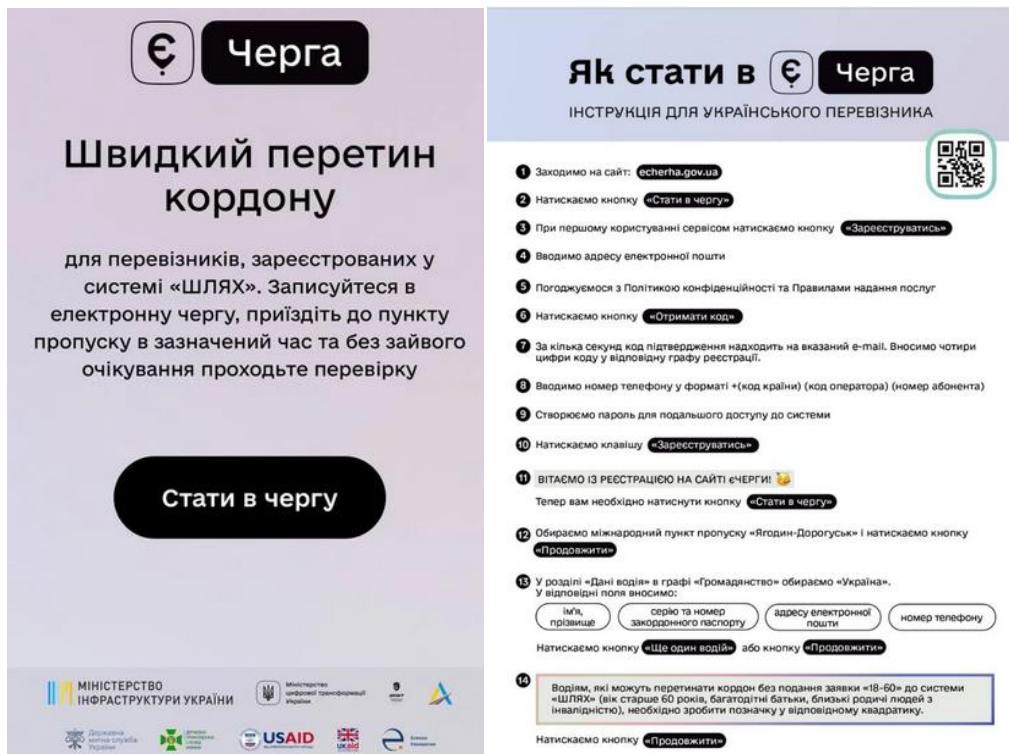 є Черга
Швидкий перетин
кордону
для перевізників, зареєстрованих у
системі «ШЛЯХ». Записуйтеся в
електронну чергу, приїздіть до пункту
пропуску в зазначений час та без зайвого
очікування проходьте перевірку
Стати в чергу
МІНІСТЕРСТВО
ІНФРАСТРУКТУРИ УКРАЇНИ
Міністерство
цифрової трансформації
України
Державна
митна служба
України
USAID
UKaid
Як стати в є Черга
ІНСТРУКЦІЯ ДЛЯ УКРАЇНСЬКОГО ПЕРЕВІЗНИКА
1 Заходимо на сайт: echerha.gov.ua
2 Натискаємо кнопку «Стати в чергу»
3 При першому користуванні сервісом натискаємо кнопку «Зареєструватись»
4 Вводимо адресу електронної пошти
5 Погоджуємося з Політикою конфіденційності та Правилами надання послуг
6 Натискаємо кнопку «Отримати код»
7 За кілька секунд код підтвердження надходить на вказаний e-mail. Вносимо чотири
цифри коду у відповідну графу реєстрації.
8 Вводимо номер телефону у форматі +(код країни) (код оператора) (номер абонента)
9 Створюємо пароль для подальшого доступу до системи
10 Натискаємо клавішу «Зареєструватись»
11 ВІТАЄМО ІЗ РЕЄСТРАЦІЄЮ НА САЙТІ єЧЕРГИ!
Тепер вам необхідно натиснути кнопку «Стати в чергу»
12 Обираємо міжнародний пункт пропуску «Ягодин-Дорогуськ» і натискаємо кнопку
«Продовжити»
13 У розділі «Дані водія» в графі «Громадянство» обираємо «Україна».
У відповідні поля вносимо:
ім'я,
прізвище
серію та номер
закордонного паспорту
адресу електронної
пошти
номер телефону
Натискаємо кнопку «Ще один водій» або кнопку «Продовжити»
14 Водіям, які можуть перетинати кордон без подання заявки «18-60» до системи
«ШЛЯХ» (вік старше 60 років, багатодітні батьки, близькі родичі людей з
інвалідністю), необхідно зробити позначку у відповідному квадратику.
Натискаємо кнопку «Продовжити»